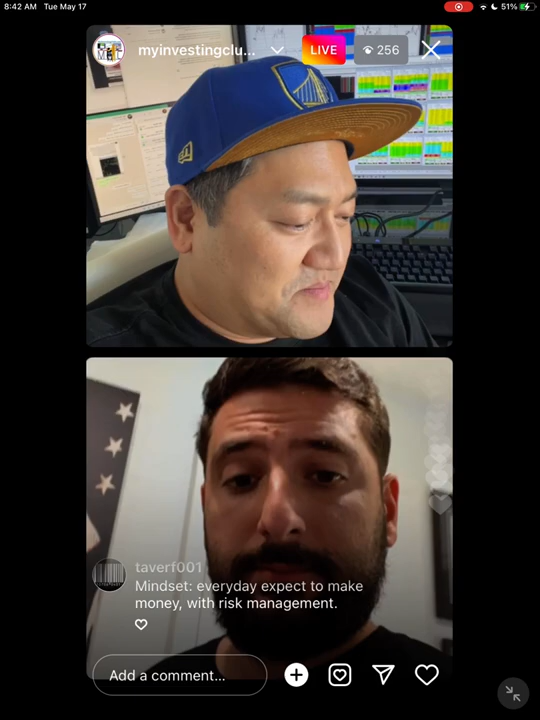 8:42 AM Tue May 17
51%
myinvestingclu...
LIVE
256
taverf001
Mindset: everyday expect to make
money, with risk management.
Add a comment...